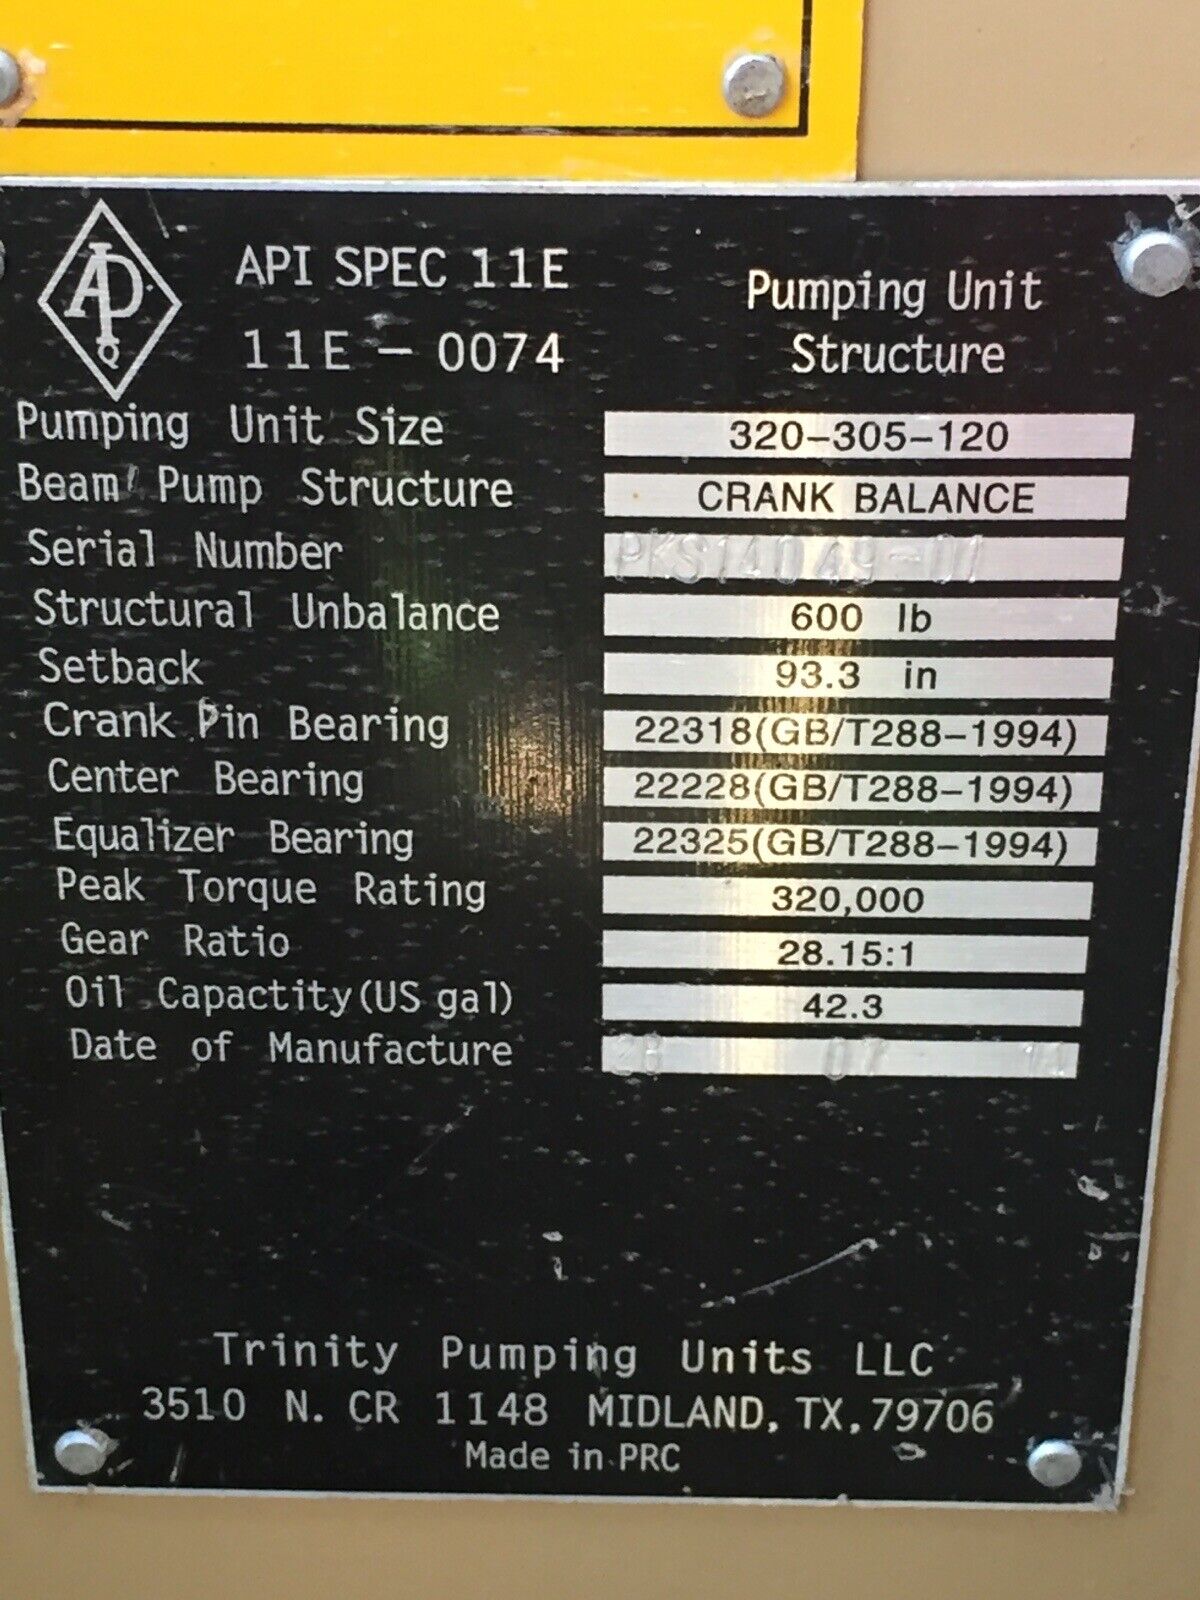 API Q
API SPEC 11E
11E – 0074
Pumping Unit
Structure
Pumping Unit Size 320-305-120
Beam Pump Structure CRANK BALANCE
Serial Number PKS14049-01
Structural Unbalance 600 lb
Setback 93.3 in
Crank Pin Bearing 22318(GB/T288-1994)
Center Bearing 22228(GB/T288-1994)
Equalizer Bearing 22325(GB/T288-1994)
Peak Torque Rating 320,000
Gear Ratio 28.15:1
Oil Capactity(US gal) 42.3
Date of Manufacture 07
Trinity Pumping Units LLC
3510 N. CR 1148 MIDLAND, TX, 79706
Made in PRC